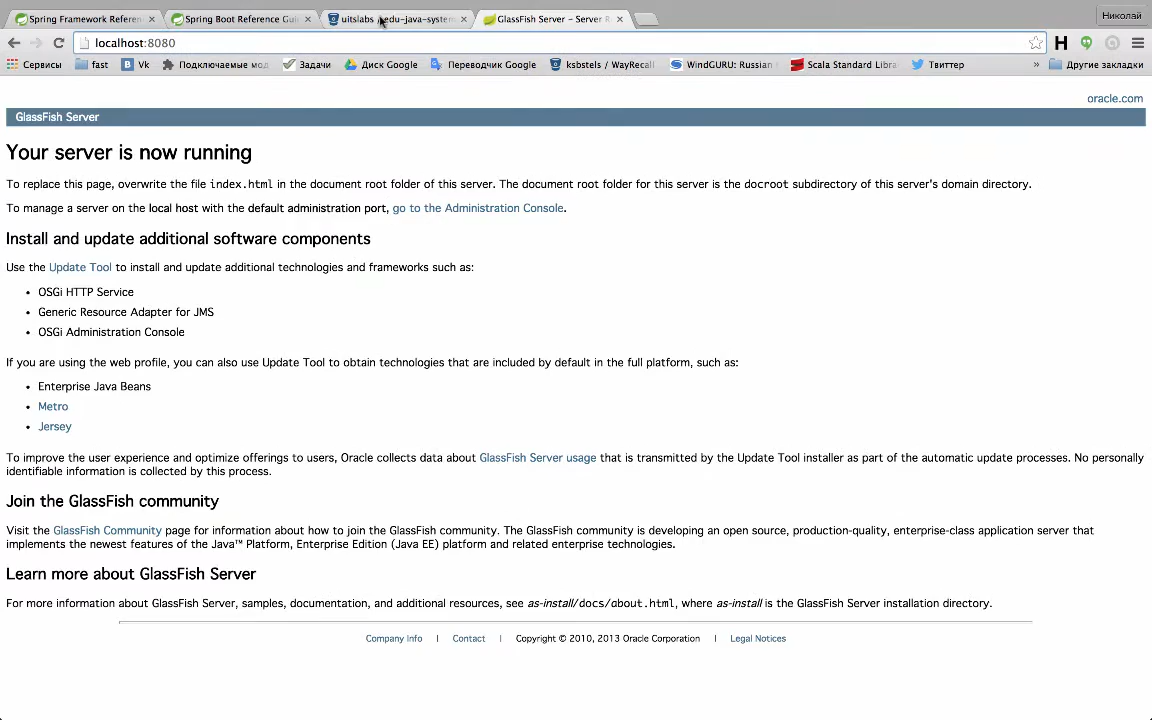 Spring Framework Referen
Spring Boot Reference Gui
uitslabs / edu-java-system
GlassFish Server – Server R
Николай
localhost:8080
Сервисы
fast
Vk
Подключаемые мод
Задачи
Диск Google
Переводчик Google
ksbstels / WayRecall
WindGURU: Russian
Scala Standard Libra
Твиттер
»
Другие закладки
oracle.com
GlassFish Server
Your server is now running
To replace this page, overwrite the file index.html in the document root folder of this server. The document root folder for this server is the docroot subdirectory of this server's domain directory.
To manage a server on the local host with the default administration port, go to the Administration Console.
Install and update additional software components
Use the Update Tool to install and update additional technologies and frameworks such as:
• OSGi HTTP Service
• Generic Resource Adapter for JMS
• OSGi Administration Console
If you are using the web profile, you can also use Update Tool to obtain technologies that are included by default in the full platform, such as:
• Enterprise Java Beans
• Metro
• Jersey
To improve the user experience and optimize offerings to users, Oracle collects data about GlassFish Server usage that is transmitted by the Update Tool installer as part of the automatic update processes. No personally
identifiable information is collected by this process.
Join the GlassFish community
Visit the GlassFish Community page for information about how to join the GlassFish community. The GlassFish community is developing an open source, production-quality, enterprise-class application server that
implements the newest features of the Java™ Platform, Enterprise Edition (Java EE) platform and related enterprise technologies.
Learn more about GlassFish Server
For more information about GlassFish Server, samples, documentation, and additional resources, see as-install/docs/about.html, where as-install is the GlassFish Server installation directory.
Company Info | Contact | Copyright © 2010, 2013 Oracle Corporation | Legal Notices